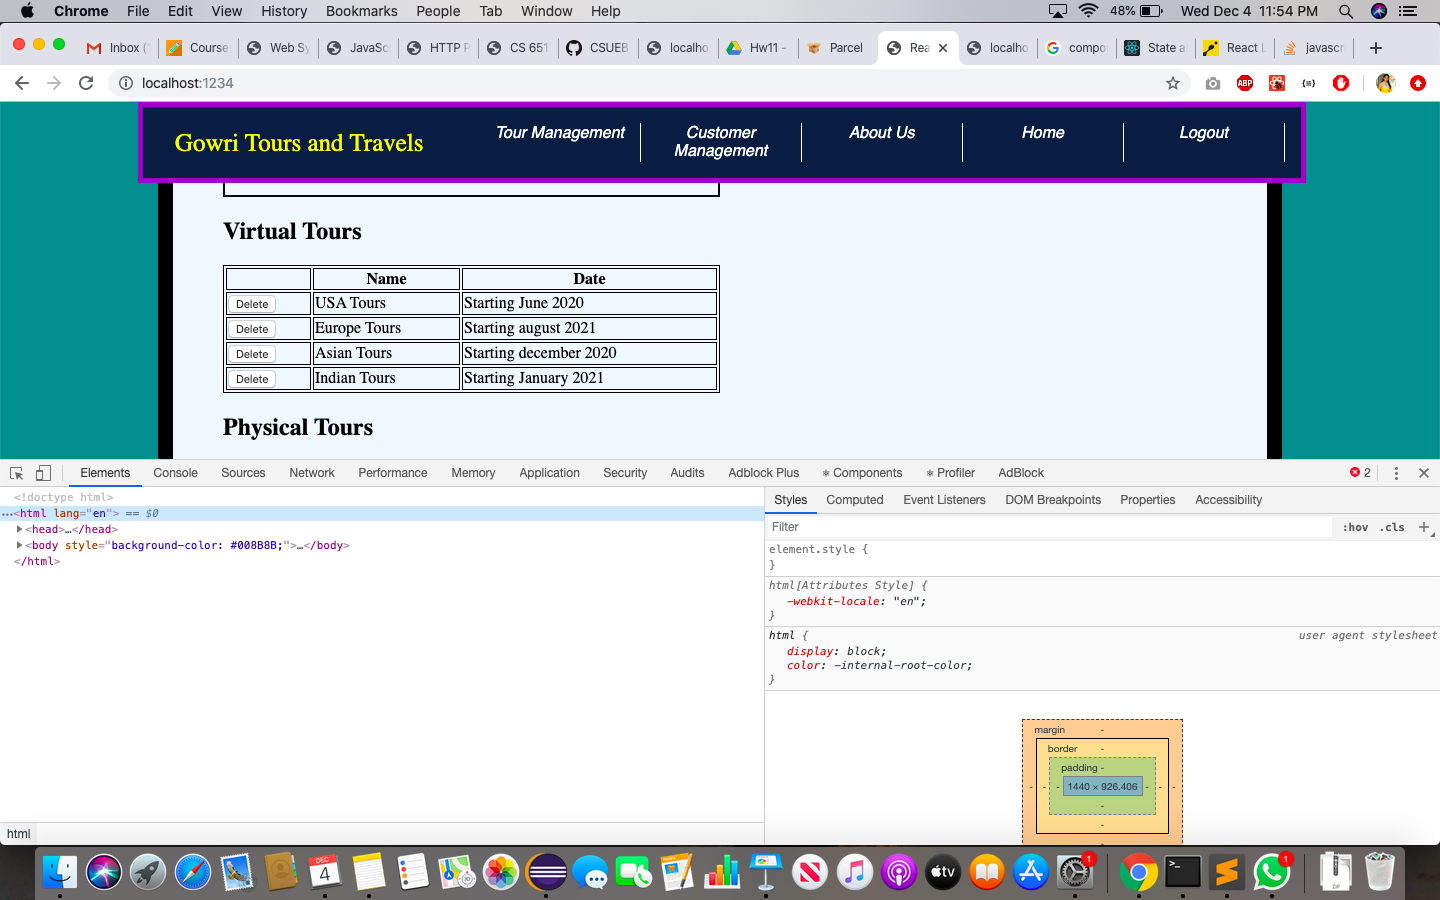 Chrome File Edit View History Bookmarks People Tab Window Help 48% Wed Dec 4 11:54 PM
Inbox ( Course Web Sy JavaSc HTTP P CS 651 CSUEB localho Hw11 - Parcel Rea localho compo State a React L javascr
localhost:1234 ABP
Gowri Tours and Travels
Tour Management
Customer Management
About Us
Home
Logout
Virtual Tours
Name Date
Delete USA Tours Starting June 2020
Delete Europe Tours Starting august 2021
Delete Asian Tours Starting december 2020
Delete Indian Tours Starting January 2021
Physical Tours
Elements Console Sources Network Performance Memory Application Security Audits Adblock Plus Components Profiler AdBlock 2
<!doctype html>
…<html lang="en"> == $0
<head>…</head>
<body style="background-color: #008B8B;">…</body>
</html>
html
Styles Computed Event Listeners DOM Breakpoints Properties Accessibility
Filter :hov .cls +
element.style {
}
html[Attributes Style] {
-webkit-locale: "en";
}
html { user agent stylesheet
display: block;
color: -internal-root-color;
}
margin -
border -
padding -
- - - 1440 × 926.406 - - -
-
-
DEC
4
tv
1
1
ZIP